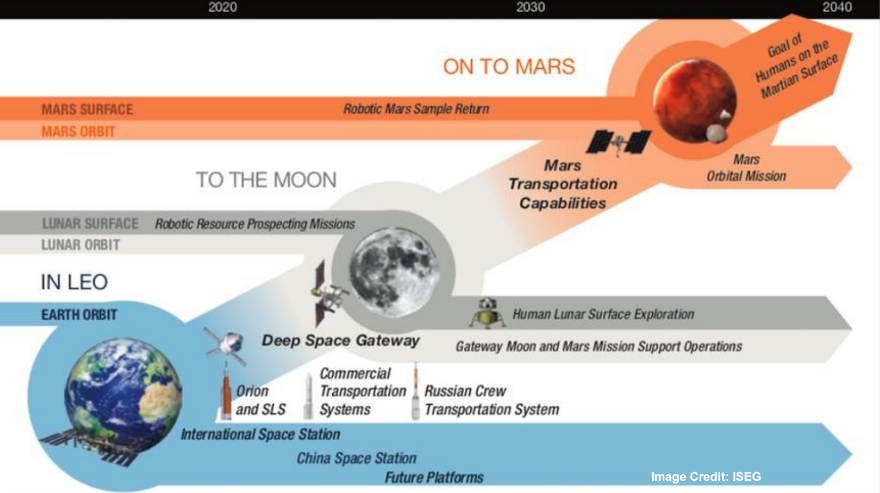 2020 2030 2040
ON TO MARS
Goal of
Humans on the
Martian Surface
MARS SURFACE
Robotic Mars Sample Return
MARS ORBIT
Mars
Orbital Mission
Mars
Transportation
Capabilities
TO THE MOON
LUNAR SURFACE
Robotic Resource Prospecting Missions
LUNAR ORBIT
IN LEO
EARTH ORBIT
Human Lunar Surface Exploration
Deep Space Gateway
Gateway Moon and Mars Mission Support Operations
Orion
and SLS
Commercial
Transportation
Systems
Russian Crew
Transportation System
International Space Station
China Space Station
Future Platforms
Image Credit: ISEG